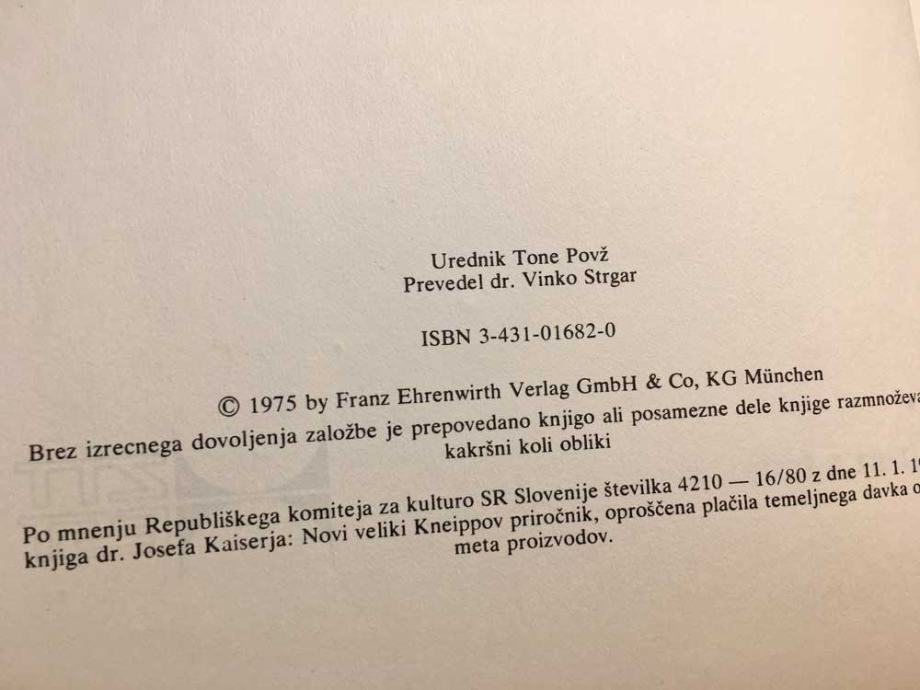 Urednik Tone Povž
Prevedel dr. Vinko Strgar
ISBN 3-431-01682-0
© 1975 by Franz Ehrenwirth Verlag GmbH & Co, KG München
Brez izrecnega dovoljenja založbe je prepovedano knjigo ali posamezne dele knjige
kakršni koli obliki
Po mnenju Republiškega komiteja za kulturo SR Slovenije številka 4210 — 16/80 z dne 11. 1.
knjiga dr. Josefa Kaiserja: Novi veliki Kneippov priročnik, oproščena plačila temeljnega davka
meta proizvodov.